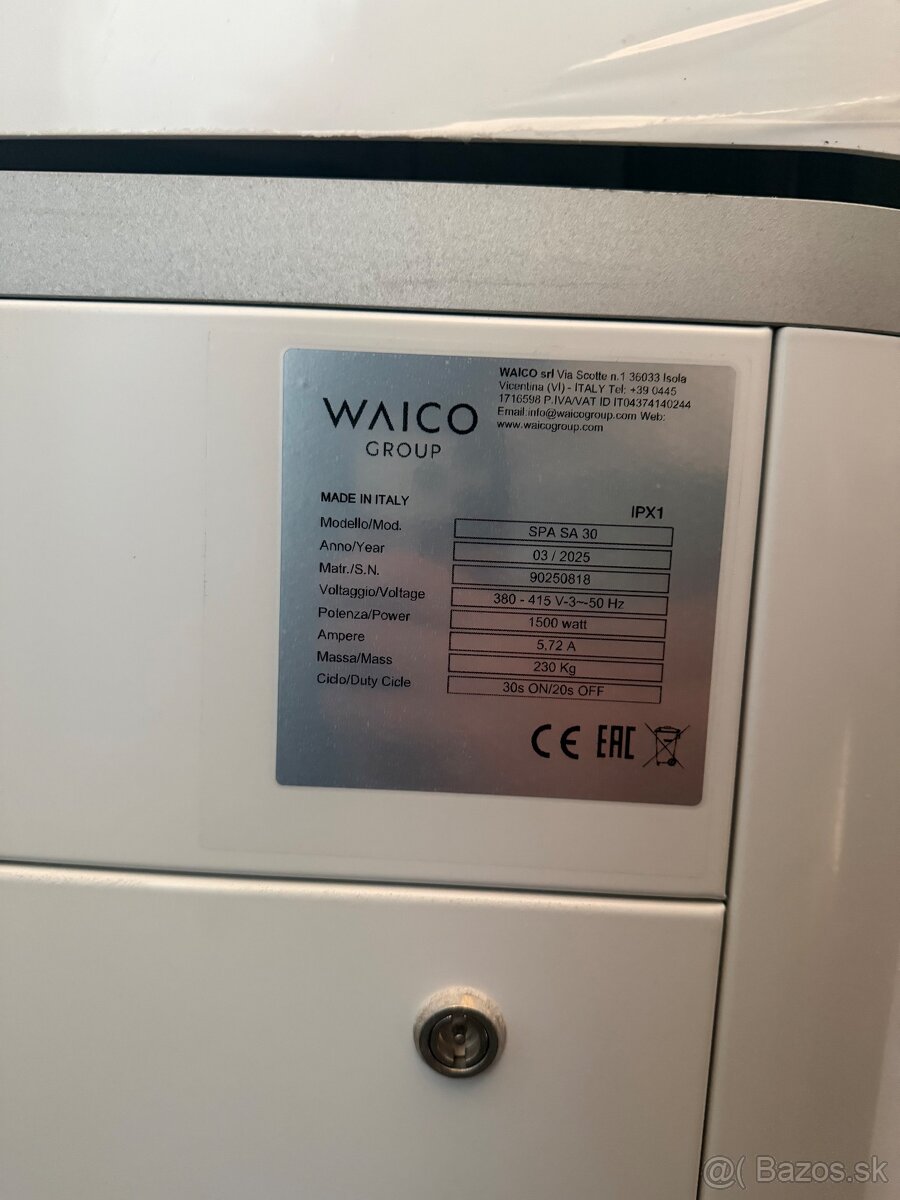 WAICO
GROUP
WAICO srl Via Scotte n.1 36033 Isola
Vicentina (VI) - ITALY Tel: +39 0445
1716598 P.IVA/VAT ID IT04374140244
Email:info@waicogroup.com Web:
www.waicogroup.com
MADE IN ITALY
IPX1
Modello/Mod. SPA SA 30
Anno/Year 03 / 2025
Matr./S.N. 90250818
Voltaggio/Voltage 380 - 415 V-3~-50 Hz
Potenza/Power 1500 watt
Ampere 5,72 A
Massa/Mass 230 Kg
Ciclo/Duty Cicle 30s ON/20s OFF
CE EAC
@( Bazos.sk